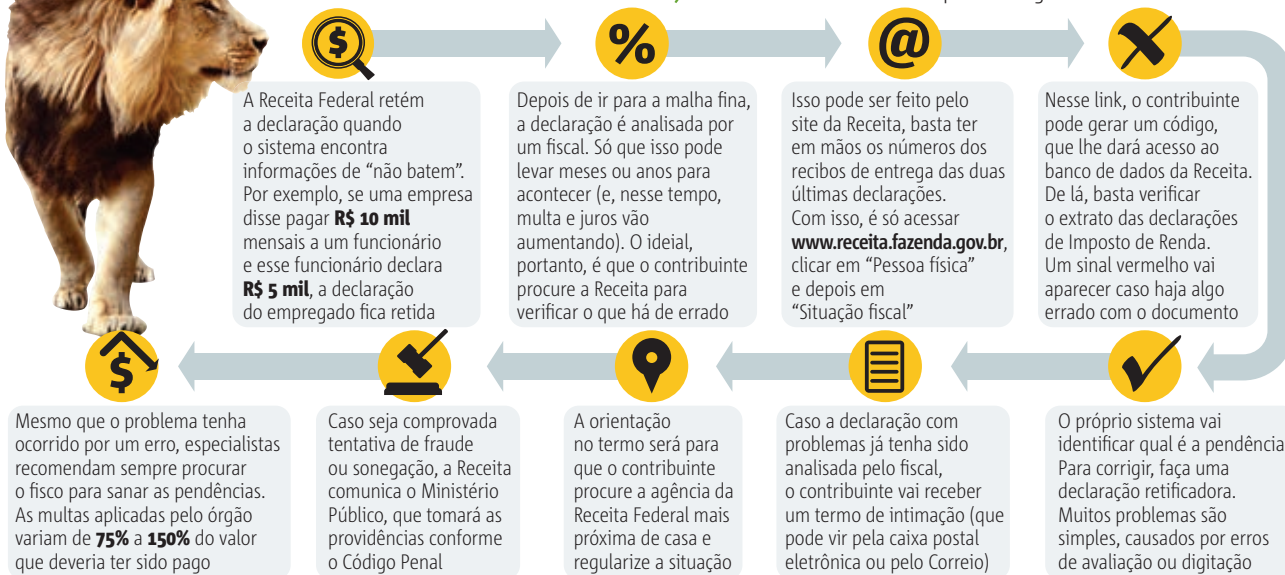 $
A Receita Federal retém
a declaração quando
o sistema encontra
informações de “não batem”.
Por exemplo, se uma empresa
disse pagar R$ 10 mil
mensais a um funcionário
e esse funcionário declara
R$ 5 mil, a declaração
do empregado fica retida
%
Depois de ir para a malha fina,
a declaração é analisada por
um fiscal. Só que isso pode
levar meses ou anos para
acontecer (e, nesse tempo,
multa e juros vão
aumentando). O ideal,
portanto, é que o contribuinte
procure a Receita para
verificar o que há de errado
@
Isso pode ser feito pelo
site da Receita, basta ter
em mãos os números dos
recibos de entrega das duas
últimas declarações.
Com isso, é só acessar
www.receita.fazenda.gov.br,
clicar em “Pessoa física”
e depois em
“Situação fiscal”
Nesse link, o contribuinte
pode gerar um código,
que lhe dará acesso ao
banco de dados da Receita.
De lá, basta verificar
o extrato das declarações
de Imposto de Renda.
Um sinal vermelho vai
aparecer caso haja algo
errado com o documento
O próprio sistema vai
identificar qual é a pendência
Para corrigir, faça uma
declaração retificadora.
Muitos problemas são
simples, causados por erros
de avaliação ou digitação
Caso a declaração com
problemas já tenha sido
analisada pelo fiscal,
o contribuinte vai receber
um termo de intimação (que
pode vir pela caixa postal
eletrônica ou pelo Correio)
A orientação
no termo será para
que o contribuinte
procure a agência da
Receita Federal mais
próxima de casa e
regularize a situação
Caso seja comprovada
tentativa de fraude
ou sonegação, a Receita
comunica o Ministério
Público, que tomará as
providências conforme
o Código Penal
$
Mesmo que o problema tenha
ocorrido por um erro, especialistas
recomendam sempre procurar
o fisco para sanar as pendências.
As multas aplicadas pelo órgão
variam de 75% a 150% do valor
que deveria ter sido pago